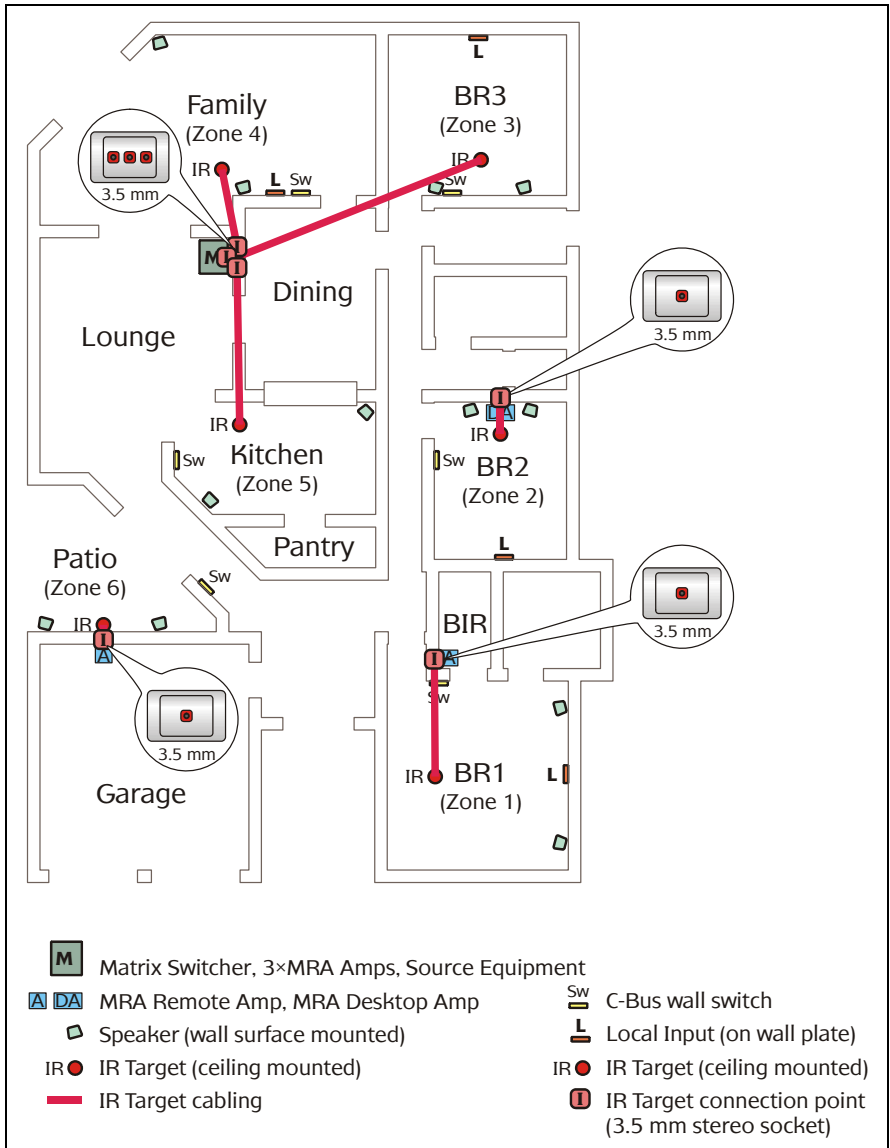 L
Family
(Zone 4)
BR3
(Zone 3)
IR
IR
3.5 mm
L
Sw
Sw
M
I
I
I
Dining
Lounge
3.5 mm
I
DA
IR
IR
Kitchen
(Zone 5)
Sw
Sw
BR2
(Zone 2)
Pantry
L
Patio
(Zone 6)
Sw
IR
I
A
BIR
3.5 mm
I
A
Sw
3.5 mm
IR
BR1
(Zone 1)
L
Garage
M Matrix Switcher, 3×MRA Amps, Source Equipment
A DA MRA Remote Amp, MRA Desktop Amp
Sw C-Bus wall switch
Speaker (wall surface mounted)
L Local Input (on wall plate)
IR IR Target (ceiling mounted)
IR IR Target (ceiling mounted)
IR Target cabling
I IR Target connection point
(3.5 mm stereo socket)